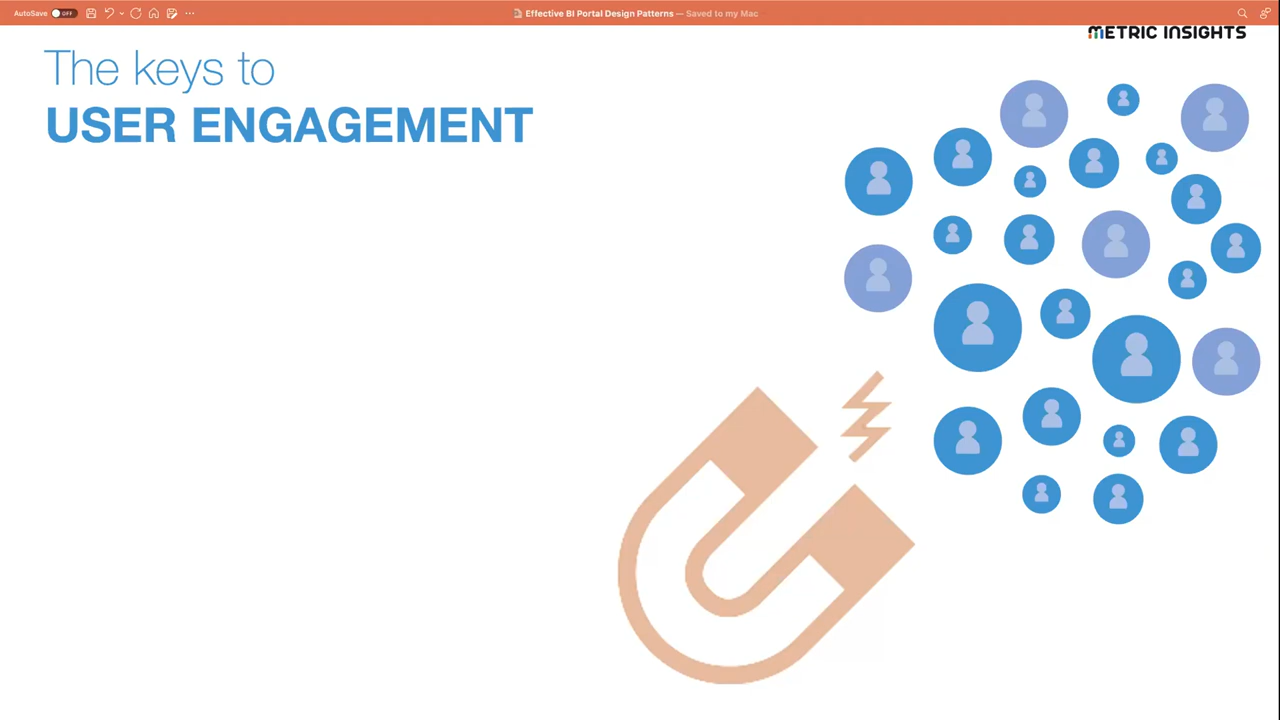 AutoSave OFF
Effective BI Portal Design Patterns — Saved to my Mac
METRIC INSIGHTS
The keys to
USER ENGAGEMENT